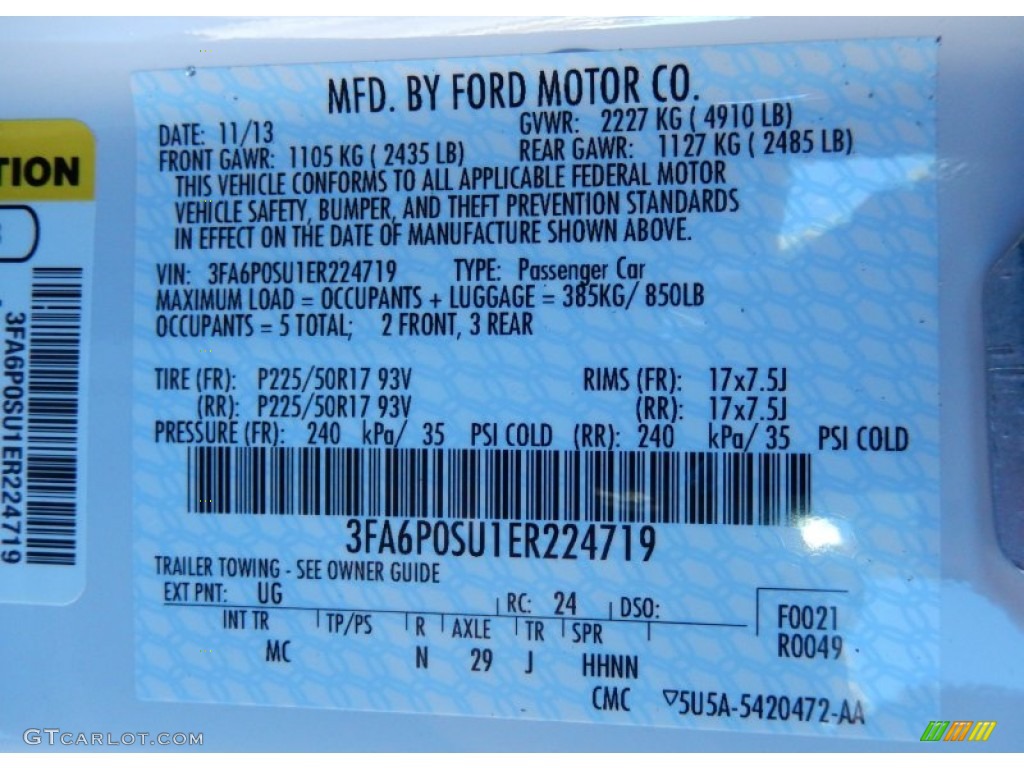 MFD. BY FORD MOTOR CO.
DATE: 11/13 GVWR: 2227 KG ( 4910 LB)
FRONT GAWR: 1105 KG ( 2435 LB) REAR GAWR: 1127 KG ( 2485 LB)
THIS VEHICLE CONFORMS TO ALL APPLICABLE FEDERAL MOTOR
VEHICLE SAFETY, BUMPER, AND THEFT PREVENTION STANDARDS
IN EFFECT ON THE DATE OF MANUFACTURE SHOWN ABOVE.
VIN: 3FA6P0SU1ER224719 TYPE: Passenger Car
MAXIMUM LOAD = OCCUPANTS + LUGGAGE = 385KG/ 850LB
OCCUPANTS = 5 TOTAL; 2 FRONT, 3 REAR
TIRE (FR): P225/50R17 93V RIMS (FR): 17x7.5J
(RR): P225/50R17 93V (RR): 17x7.5J
PRESSURE (FR): 240 kPa/ 35 PSI COLD (RR): 240 kPa/ 35 PSI COLD
3FA6P0SU1ER224719
TRAILER TOWING - SEE OWNER GUIDE
EXT PNT: UG RC: 24 DSO:
INT TR TP/PS R AXLE TR SPR
MC N 29 J HHNN
F0021
R0049
CMC ▽5U5A-5420472-AA
TION
3FA6P0SU1ER224719
GTCARLOT.COM